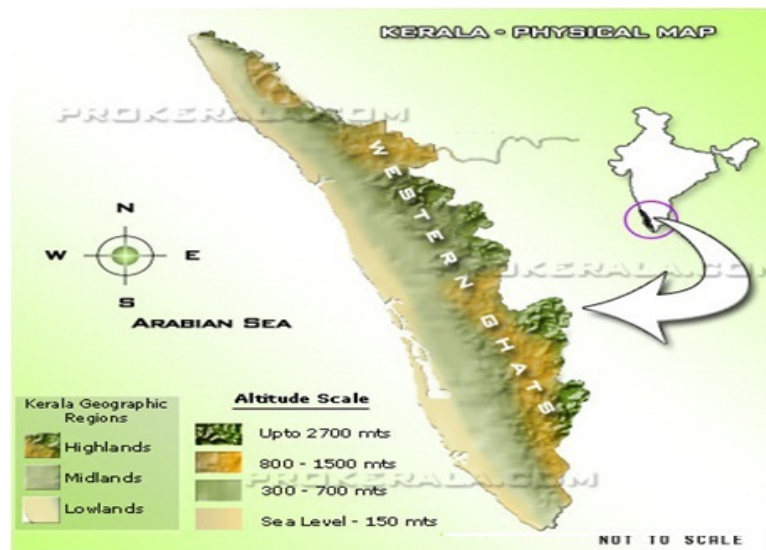 KERALA - PHYSICAL MAP
PROKERALA.COM
WESTERN GHATS
N
W E
S
PROKERALA.COM
ARABIAN SEA
Kerala Geographic
Regions
Highlands
Midlands
Lowlands
Altitude Scale
Upto 2700 mts
800 - 1500 mts
300 - 700 mts
Sea Level - 150 mts
PROKERALA.COM
NOT TO SCALE